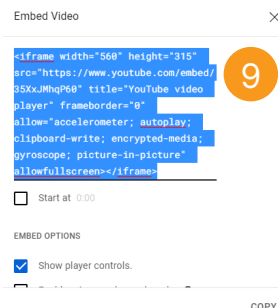 Embed Video
<iframe width="560" height="315"
src="https://www.youtube.com/embed/
35XxJMhqP60" title="YouTube video
player" frameborder="0"
allow="accelerometer; autoplay;
clipboard-write; encrypted-media;
gyroscope; picture-in-picture"
allowfullscreen></iframe>
9
Start at 0:00
EMBED OPTIONS
Show player controls.
COPY